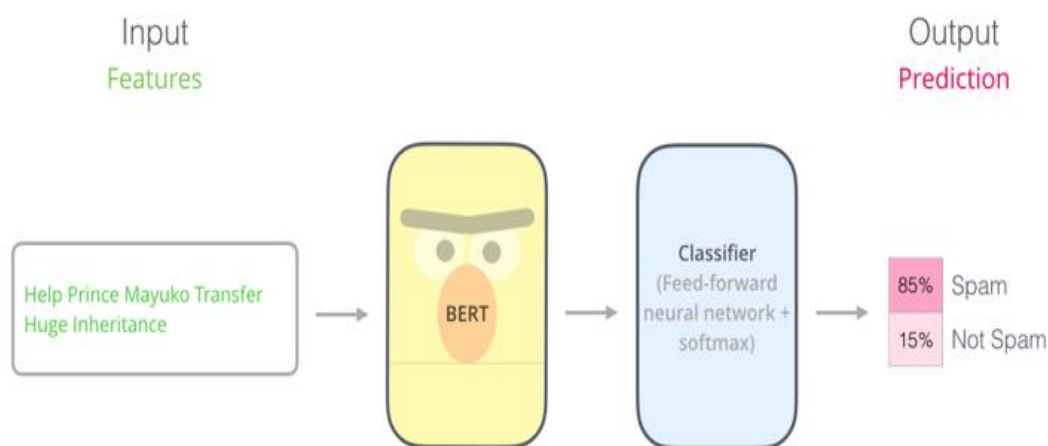 Input
Features
Output
Prediction
Help Prince Mayuko Transfer
Huge Inheritance
BERT
Classifier
(Feed-forward
neural network +
softmax)
85% Spam
15% Not Spam